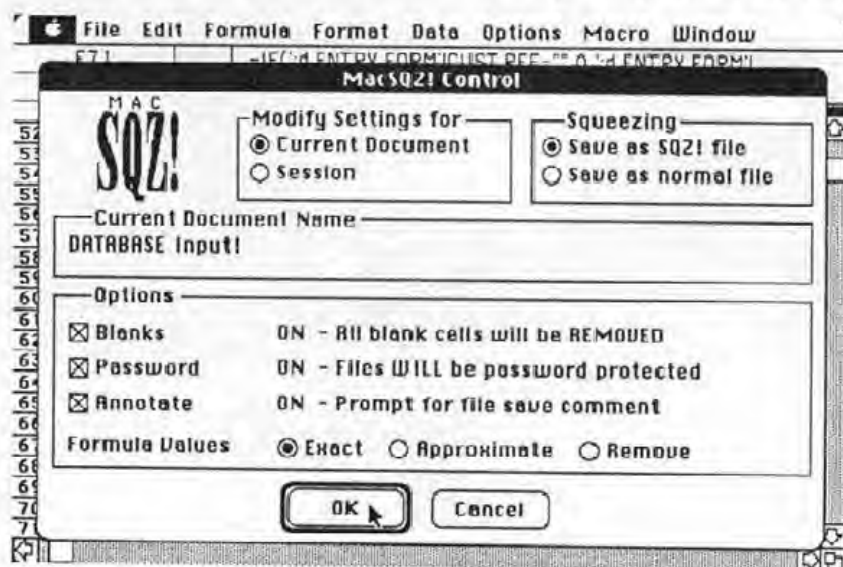 File Edit Formula Format Data Options Macro Window
E71
MacSQZ! Control
MAC
SQZ!
Modify Settings for
Current Document
Session
Squeezing
Save as SQZ! file
Save as normal file
Current Document Name
DATABASE Input!
Options
Blanks ON - All blank cells will be REMOVED
Password ON - Files WILL be password protected
Annotate ON - Prompt for file save comment
Formula Values Exact Approximate Remove
OK Cancel